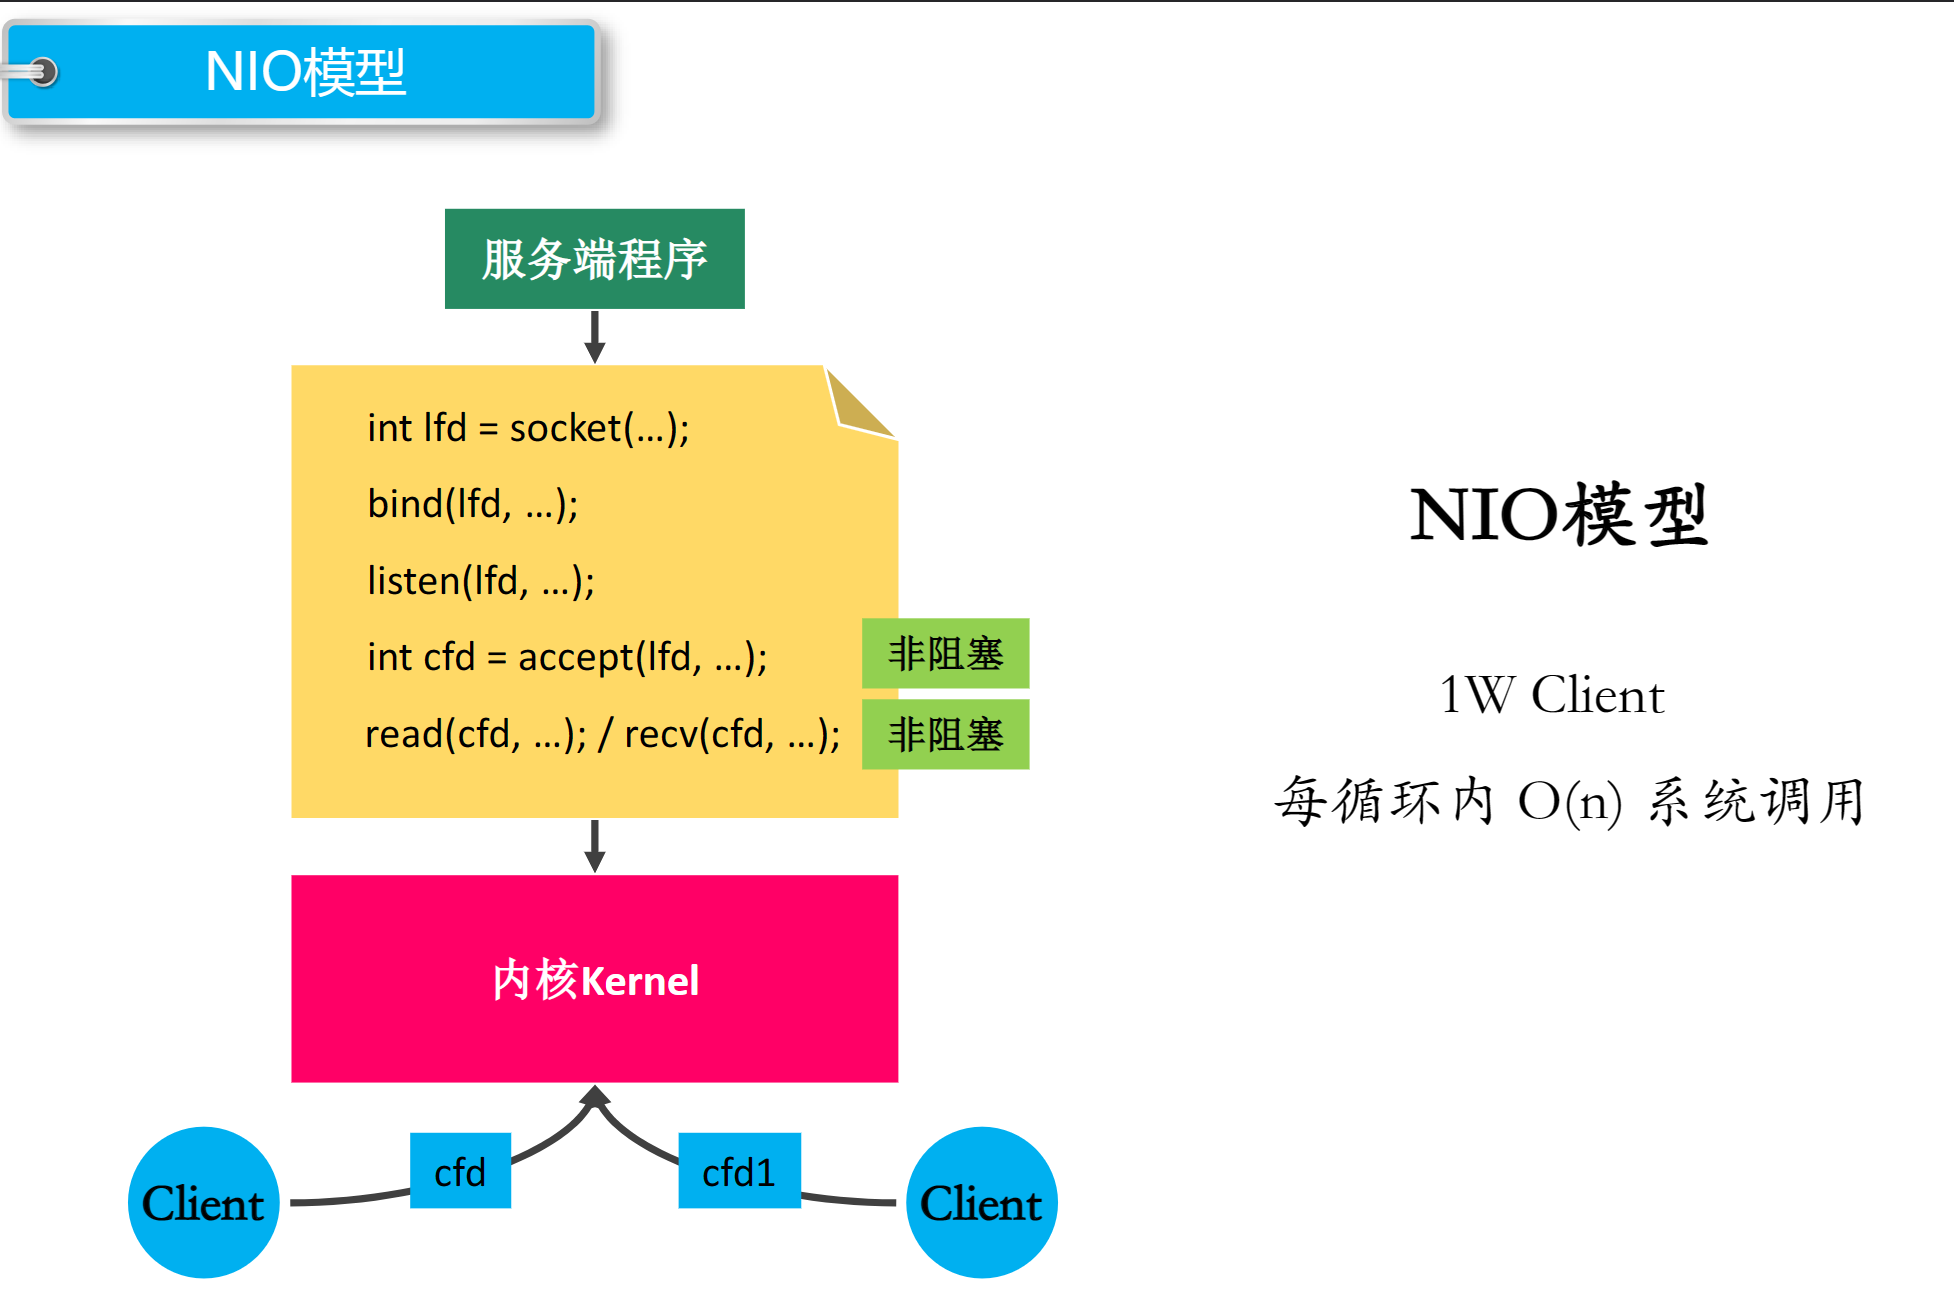 NIO模型
服务端程序
int lfd = socket(...);
bind(lfd, ...);
listen(lfd, ...);
int cfd = accept(lfd, ...);
非阻塞
read(cfd, ...); / recv(cfd, ...);
非阻塞
内核Kernel
Client
cfd
cfd1
Client
NIO模型
1W Client
每循环内 O(n) 系统调用